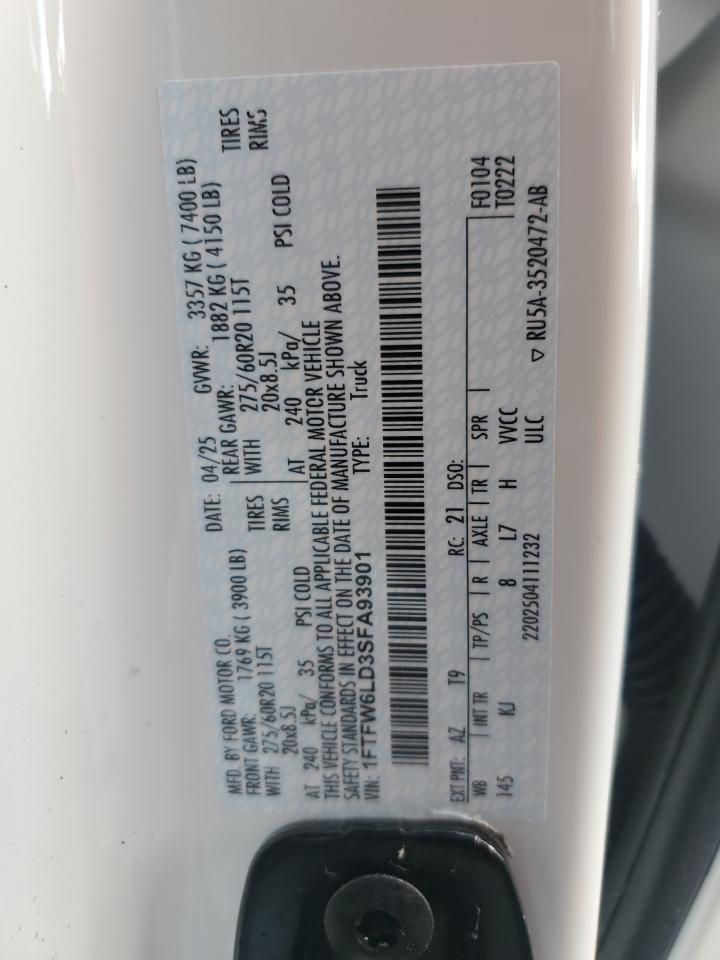 MFD. BY FORD MOTOR CO.
DATE: 04/25 GVWR: 3357 KG ( 7400 LB)
FRONT GAWR: 1769 KG ( 3900 LB) REAR GAWR: 1882 KG ( 4150 LB)
WITH 275/60R20 115T TIRES WITH 275/60R20 115T TIRES
20x8.5J RIMS 20x8.5J RIMS
AT 240 kPa/ 35 PSI COLD AT 240 kPa/ 35 PSI COLD
THIS VEHICLE CONFORMS TO ALL APPLICABLE FEDERAL MOTOR VEHICLE
SAFETY STANDARDS IN EFFECT ON THE DATE OF MANUFACTURE SHOWN ABOVE.
VIN: 1FTFW6LD3SFA93901 TYPE: Truck
EXT PNT: AZ T9 RC: 21 DSO: F0104
WB INT TR TP/PS R AXLE TR SPR T0222
145 KJ 8 L7 H VVCC
2202504111232 ULC ▽ RU5A-3520472-AB